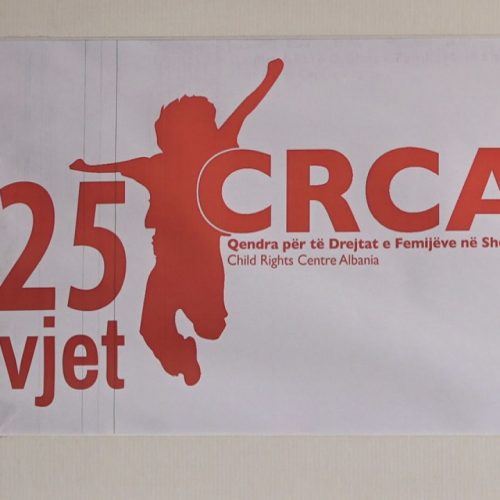 25
vjet
CRCA
Qendra për të Drejtat e Femijëve në
Child Rights Centre Albania